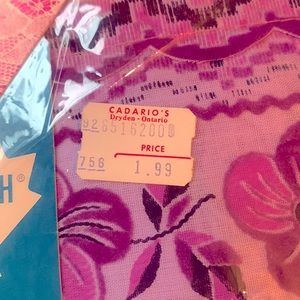 CADARIO'S
Dryden - Ontario
PRICE
756
1.99
H®